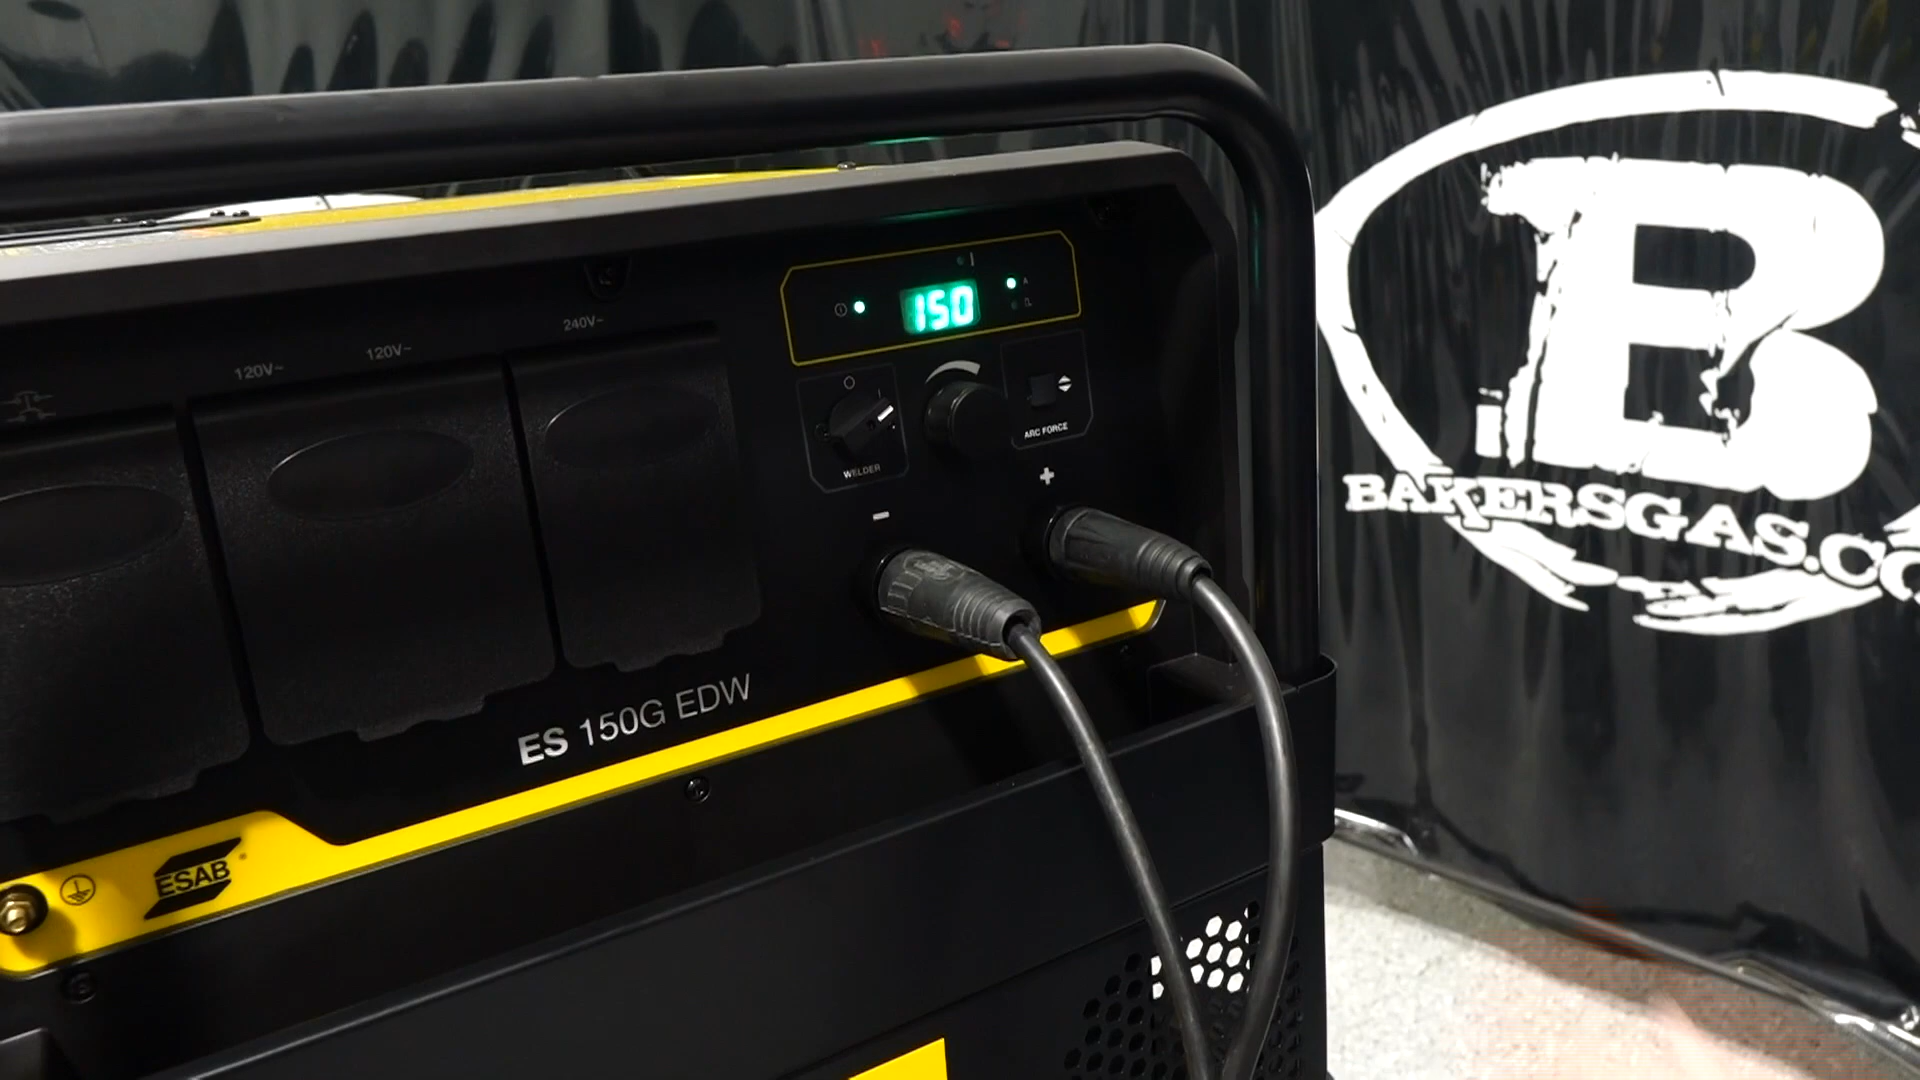 150
A
120V~
120V~
240V~
WELDER
ARC FORCE
+
-
ES 150G EDW
ESAB
B
BAKERSGAS.CO